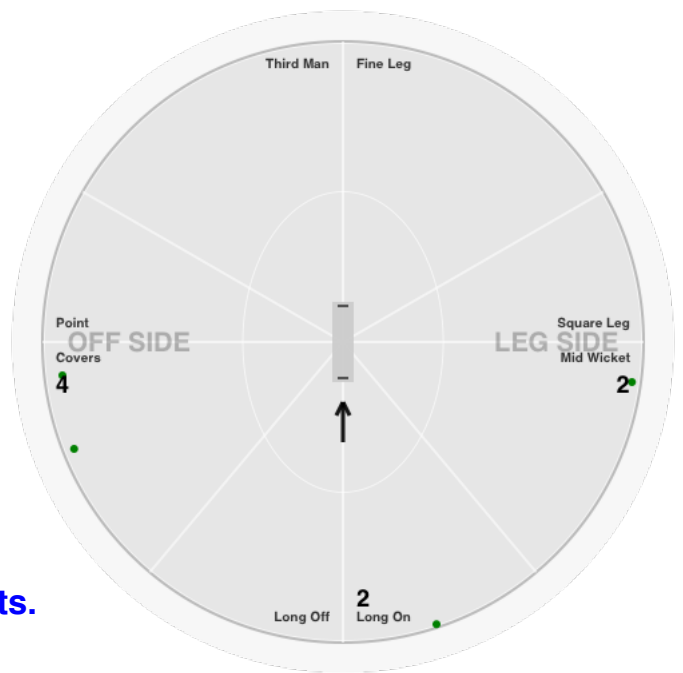 Third Man
Fine Leg
Point
Square Leg
OFF SIDE
LEG SIDE
Covers
Mid Wicket
4
2
ts.
2
Long Off
Long On